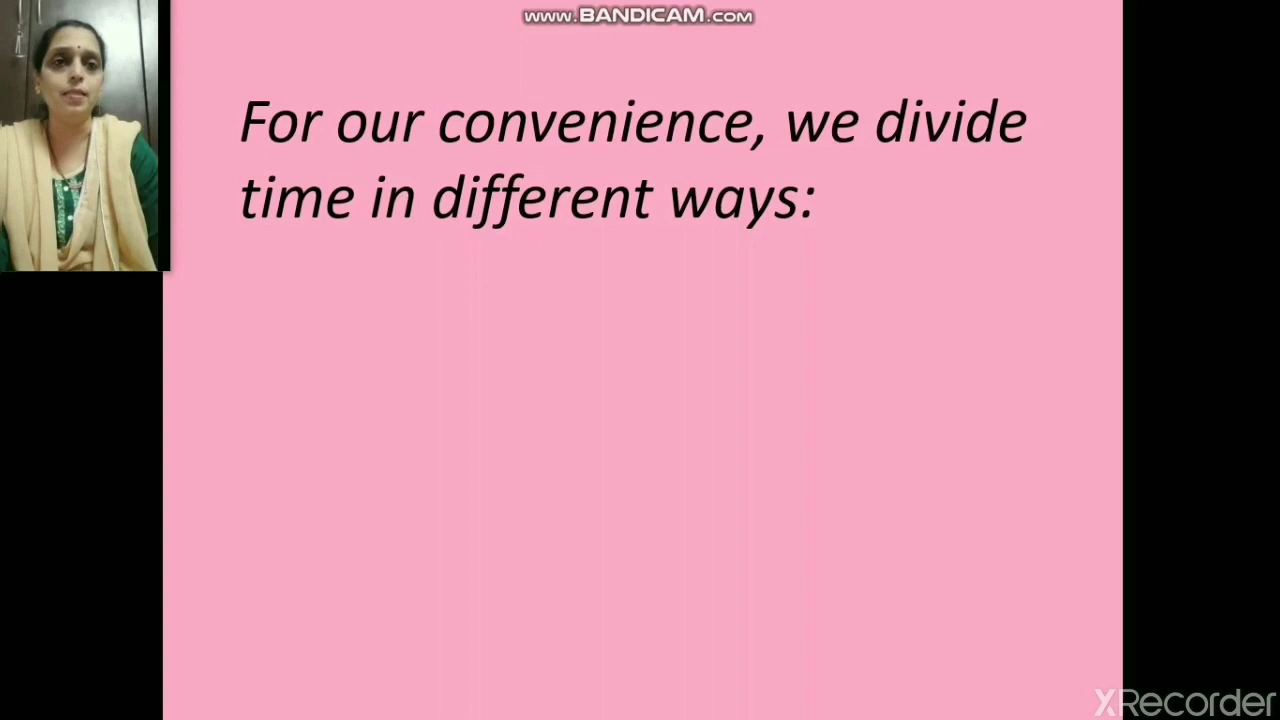 www.BANDICAM.com
For our convenience, we divide
time in different ways:
XRecorder